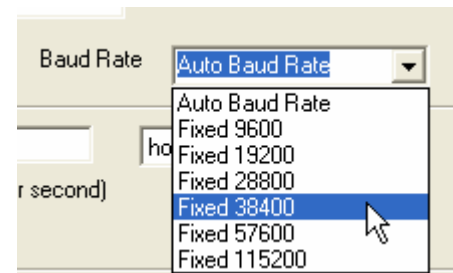 Baud Rate Auto Baud Rate
Auto Baud Rate
Fixed 9600
ho
Fixed 19200
Fixed 28800
r second)
Fixed 38400
Fixed 57600
Fixed 115200